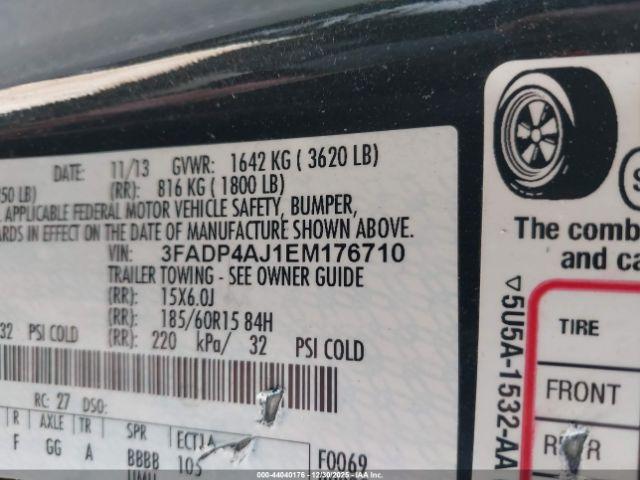 DATE: 11/13 GVWR: 1642 KG ( 3620 LB)
50 LB) (RR): 816 KG ( 1800 LB)
APPLICABLE FEDERAL MOTOR VEHICLE SAFETY, BUMPER,
ARDS IN EFFECT ON THE DATE OF MANUFACTURE SHOWN ABOVE.
VIN: 3FADP4AJ1EM176710
TRAILER TOWING - SEE OWNER GUIDE
(RR): 15X6.0J
(RR): 185/60R15 84H
32 PSI COLD (RR): 220 kPa/ 32 PSI COLD
RC: 27 DSO:
R AXLE TR SPR
F GG A BBBB 105 F0069
The comb
and ca
▽5U5A-1532-AA
TIRE
FRONT
-00-44040176 - 12/30/2025 - IAAI-00-